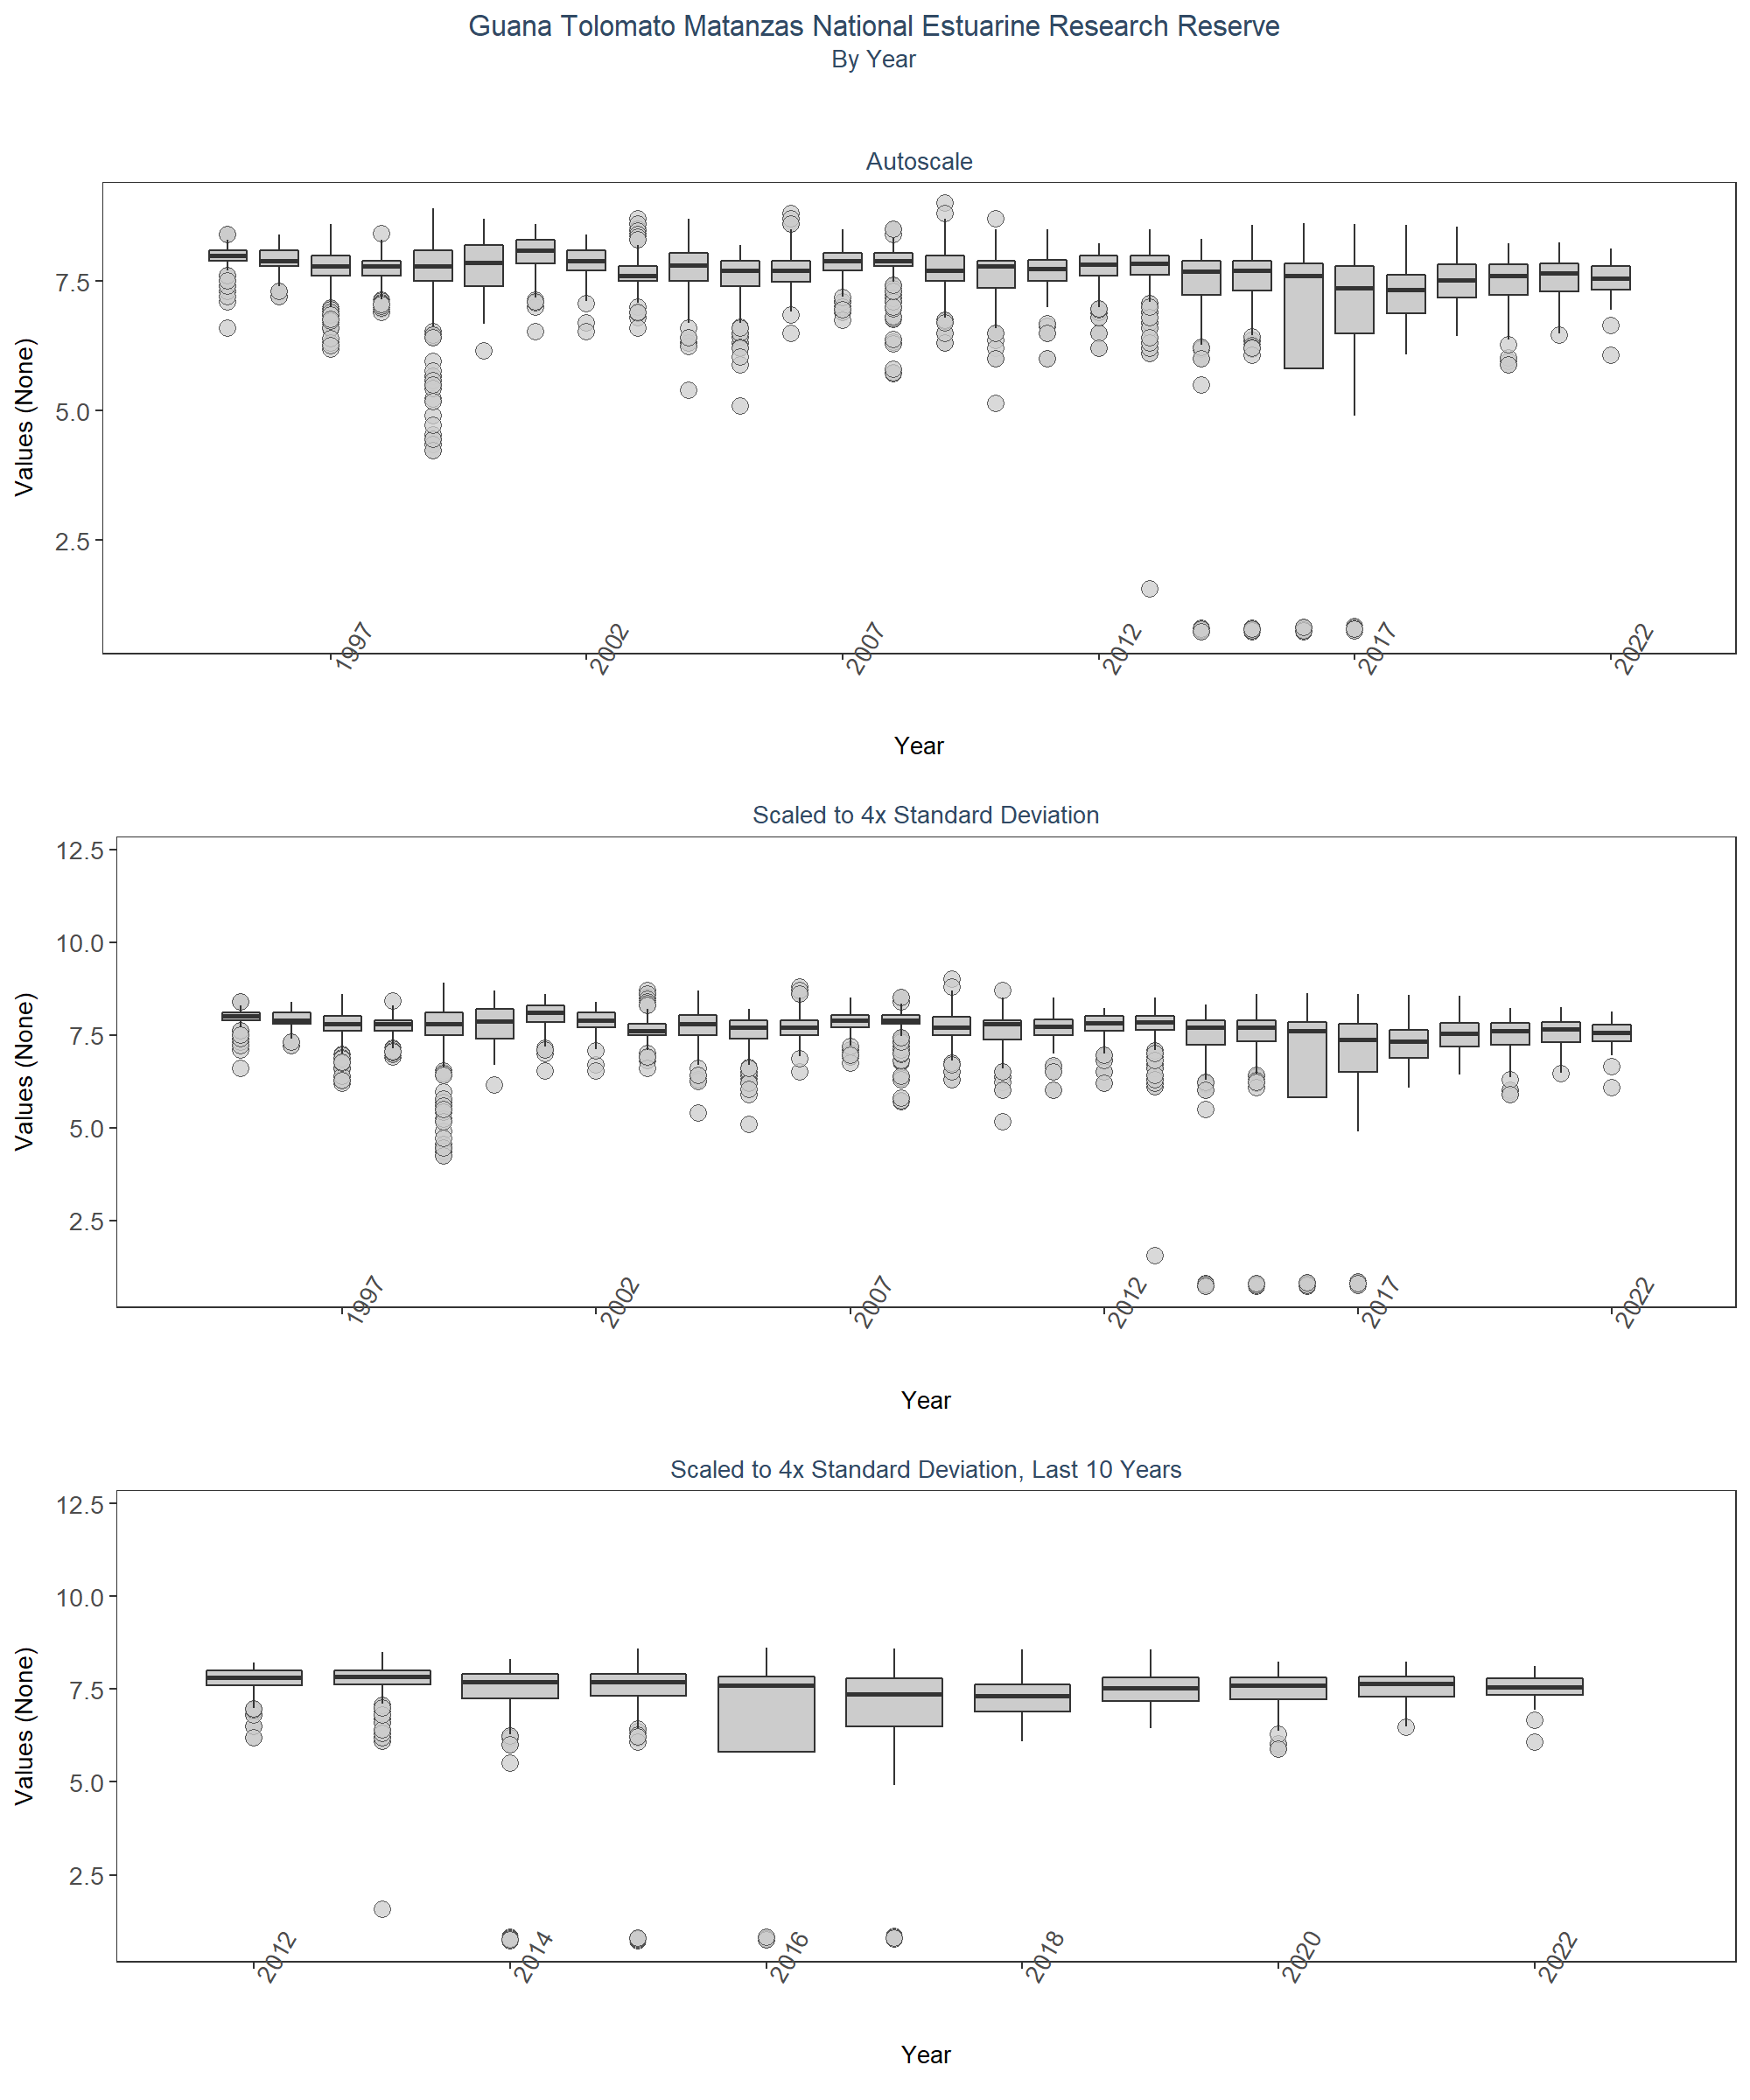 Guana Tolomato Matanzas National Estuarine Research Reserve
By Year
Autoscale
Values (None)
7.5
5.0
2.5
1997 2002 2007 2012 2017 2022
Year
Scaled to 4x Standard Deviation
Values (None)
12.5
10.0
7.5
5.0
2.5
1997 2002 2007 2012 2017 2022
Year
Scaled to 4x Standard Deviation, Last 10 Years
Values (None)
12.5
10.0
7.5
5.0
2.5
2012 2014 2016 2018 2020 2022
Year